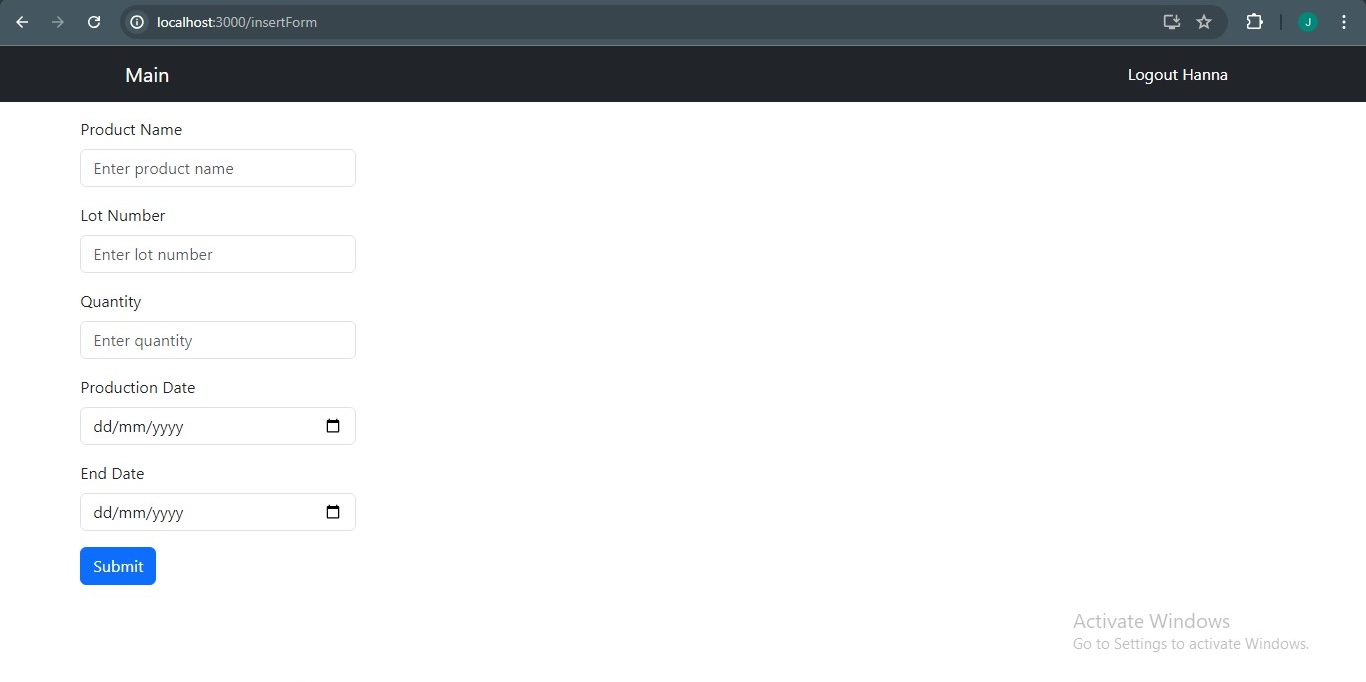 localhost:3000/insertForm
J
Main
Logout Hanna
Product Name
Enter product name
Lot Number
Enter lot number
Quantity
Enter quantity
Production Date
dd/mm/yyyy
End Date
dd/mm/yyyy
Submit
Activate Windows
Go to Settings to activate Windows.